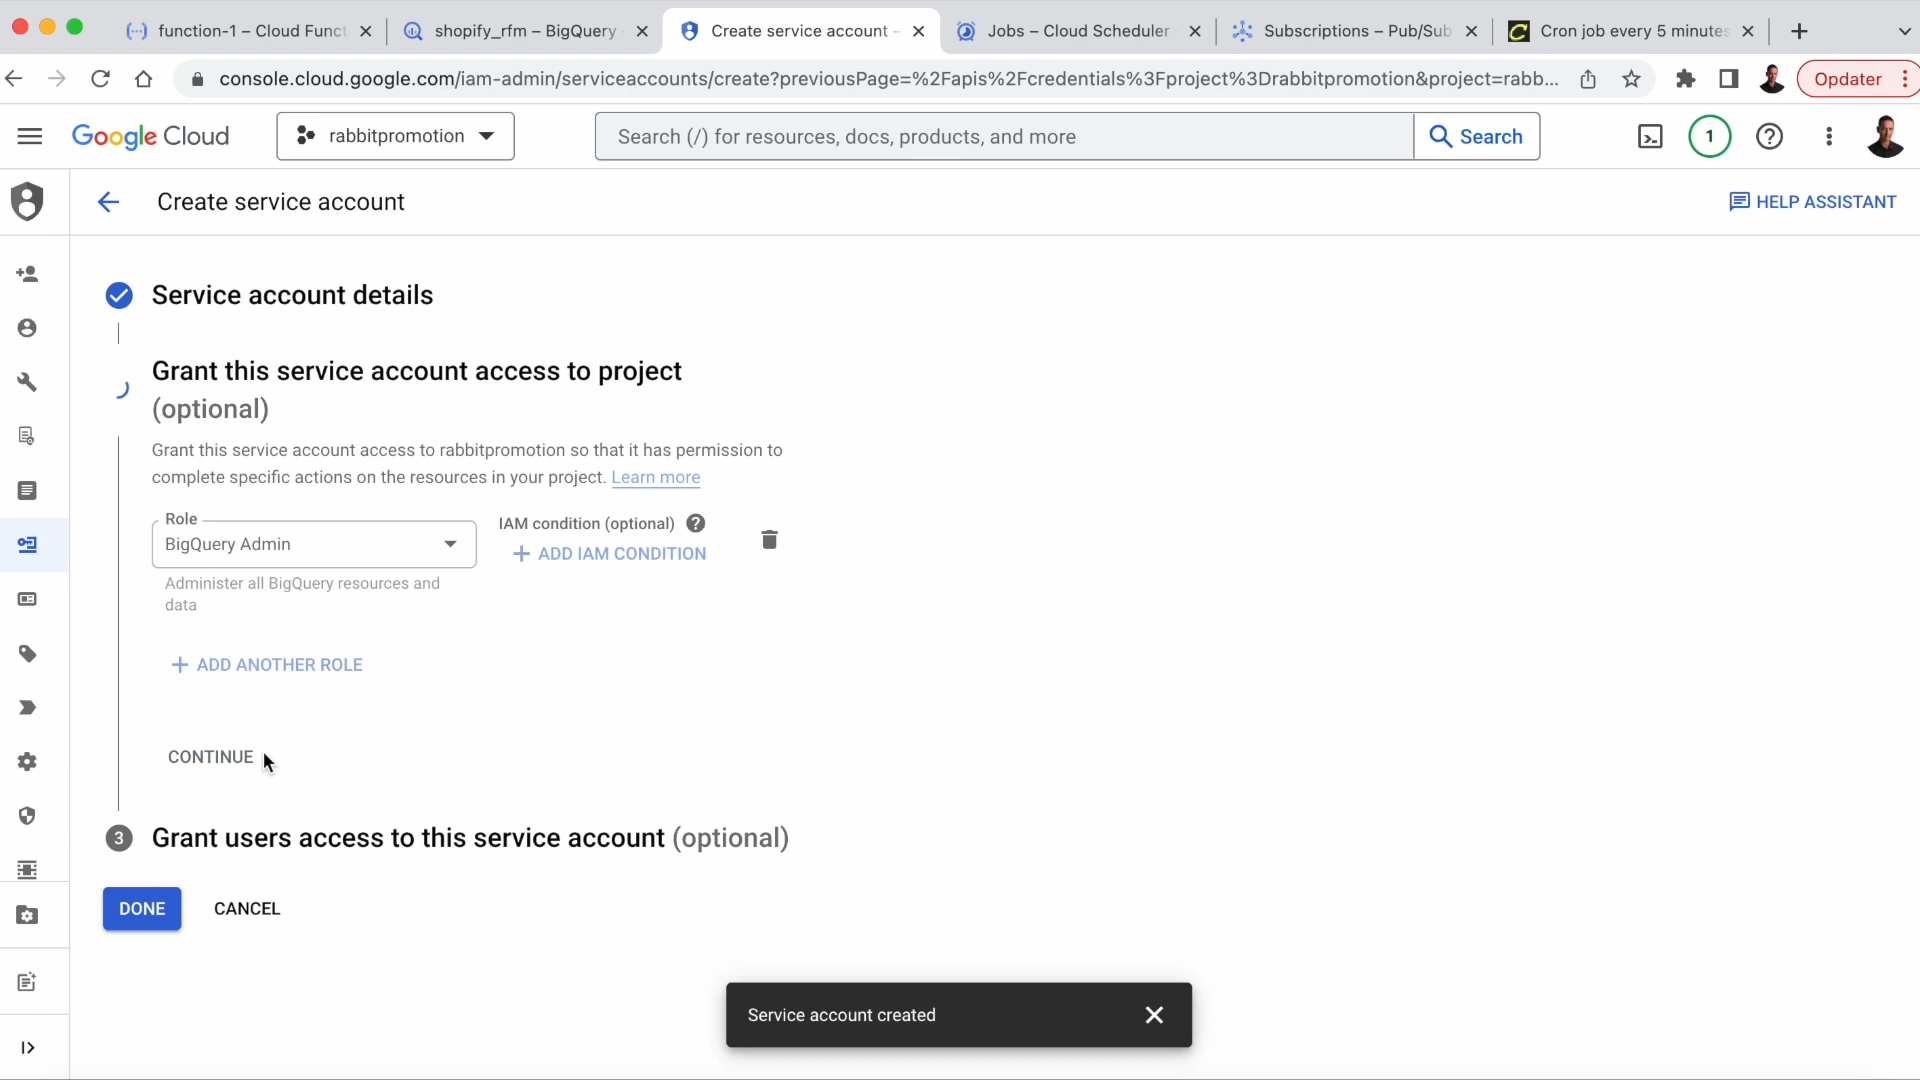 function-1 – Cloud Funct
shopify_rfm – BigQuery
Create service account –
Jobs – Cloud Scheduler
Subscriptions – Pub/Sub
Cron job every 5 minutes
console.cloud.google.com/iam-admin/serviceaccounts/create?previousPage=%2Fapis%2Fcredentials%3Fproject%3Drabbitpromotion&project=rabb...
Updater
Google Cloud
rabbitpromotion
Search (/) for resources, docs, products, and more
Search
1
Create service account
HELP ASSISTANT
Service account details
Grant this service account access to project
(optional)
Grant this service account access to rabbitpromotion so that it has permission to
complete specific actions on the resources in your project. Learn more
Role
BigQuery Admin
IAM condition (optional)
+ ADD IAM CONDITION
Administer all BigQuery resources and
data
+ ADD ANOTHER ROLE
CONTINUE
3 Grant users access to this service account (optional)
DONE
CANCEL
Service account created